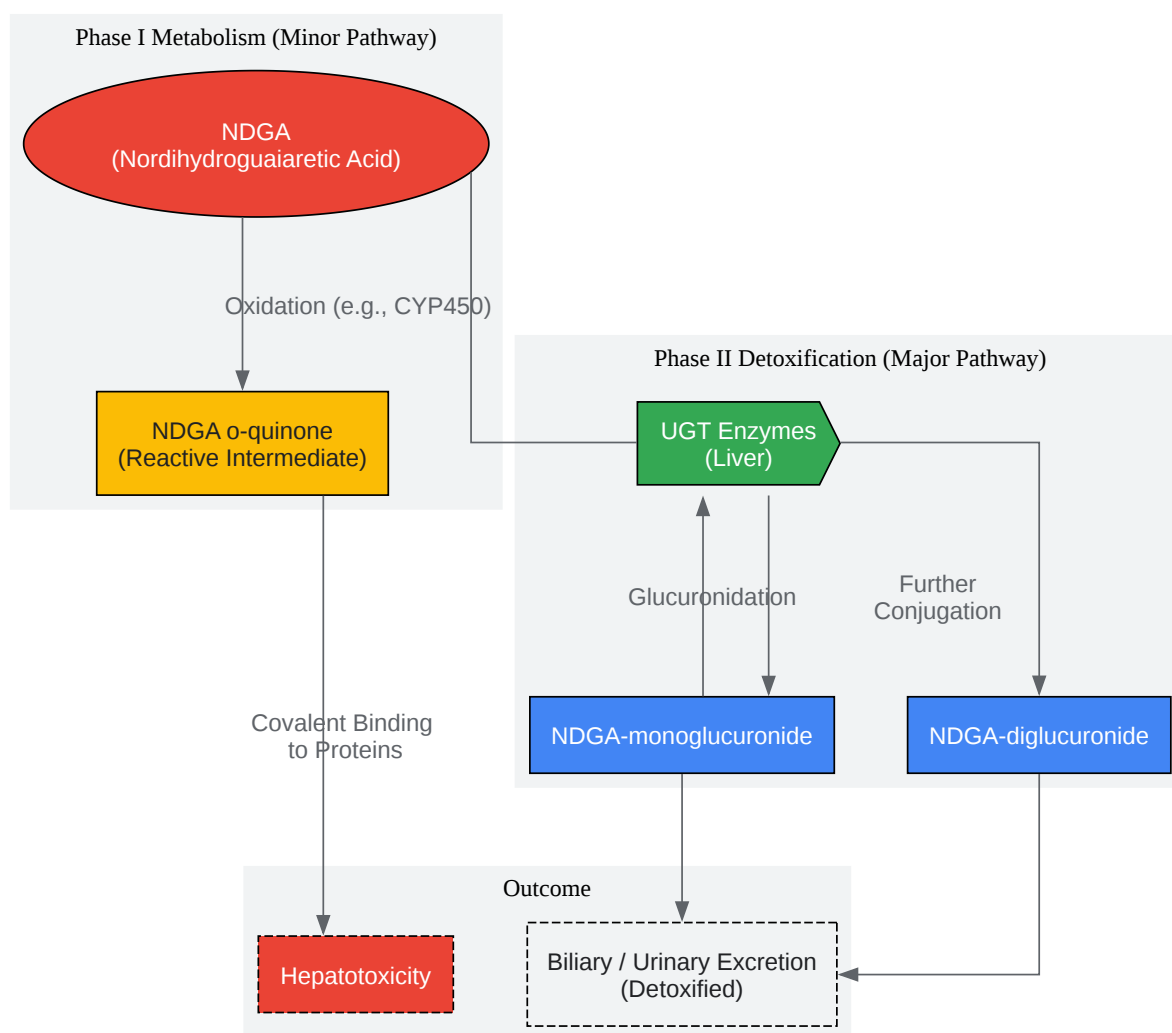 Phase I Metabolism (Minor Pathway)
NDGA
(Nordihydroguaiaretic Acid)
Oxidation (e.g., CYP450)
NDGA o-quinone
(Reactive Intermediate)
Phase II Detoxification (Major Pathway)
UGT Enzymes
(Liver)
Glucuronidation
Further
Conjugation
Covalent Binding
to Proteins
NDGA-monoglucuronide
NDGA-diglucuronide
Outcome
Hepatotoxicity
Biliary / Urinary Excretion
(Detoxified)